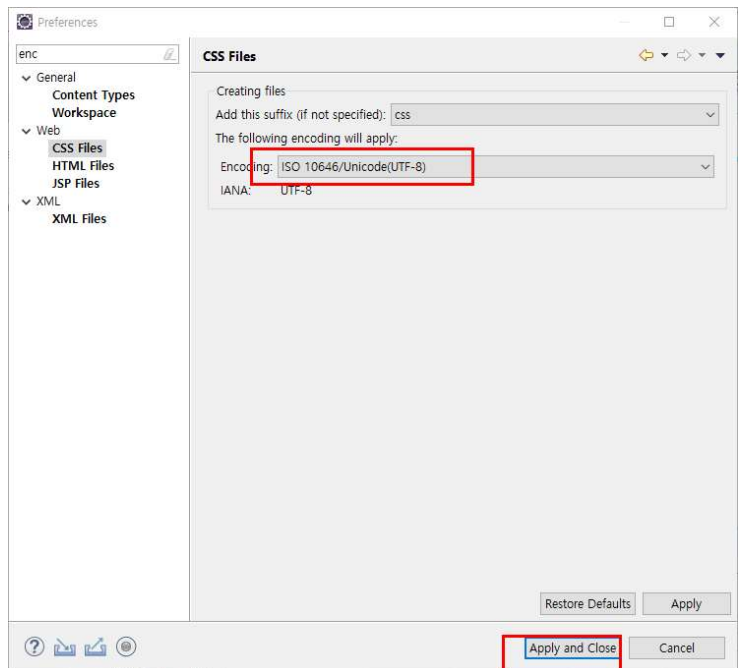 Preferences
enc
General
Content Types
Workspace
Web
CSS Files
HTML Files
JSP Files
XML
XML Files
CSS Files
Creating files
Add this suffix (if not specified): css
The following encoding will apply:
Encoding: ISO 10646/Unicode(UTF-8)
IANA: UTF-8
Restore Defaults Apply
? Apply and Close Cancel